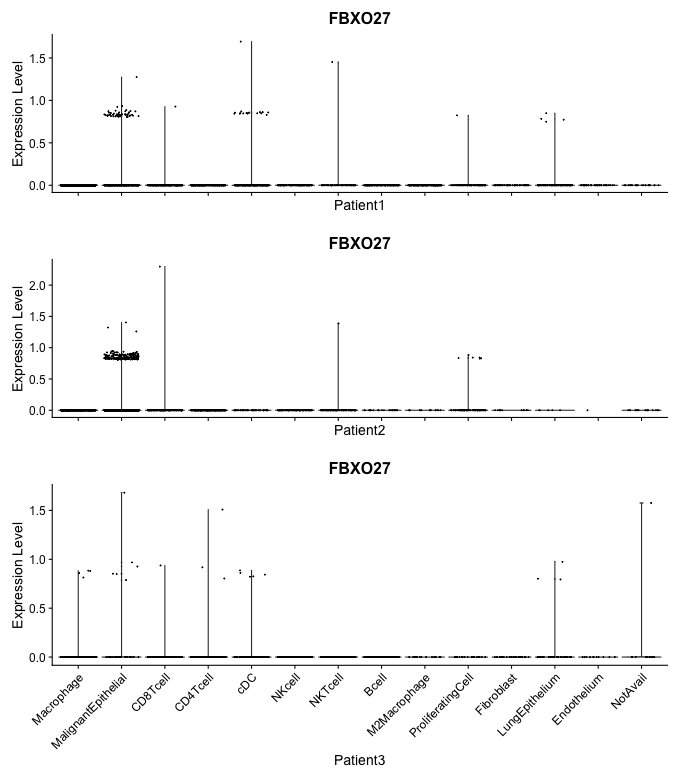 FBXO27
Expression Level
1.5
1.0
0.5
0.0
Patient1
FBXO27
Expression Level
2.0
1.5
1.0
0.5
0.0
Patient2
FBXO27
Expression Level
1.5
1.0
0.5
0.0
Macrophage
MalignantEpithelial
CD8Tcell
CD4Tcell
cDC
NKcell
NKTcell
Bcell
M2Macrophage
ProliferatingCell
Fibroblast
LungEpithelium
Endothelium
NotAvail
Patient3